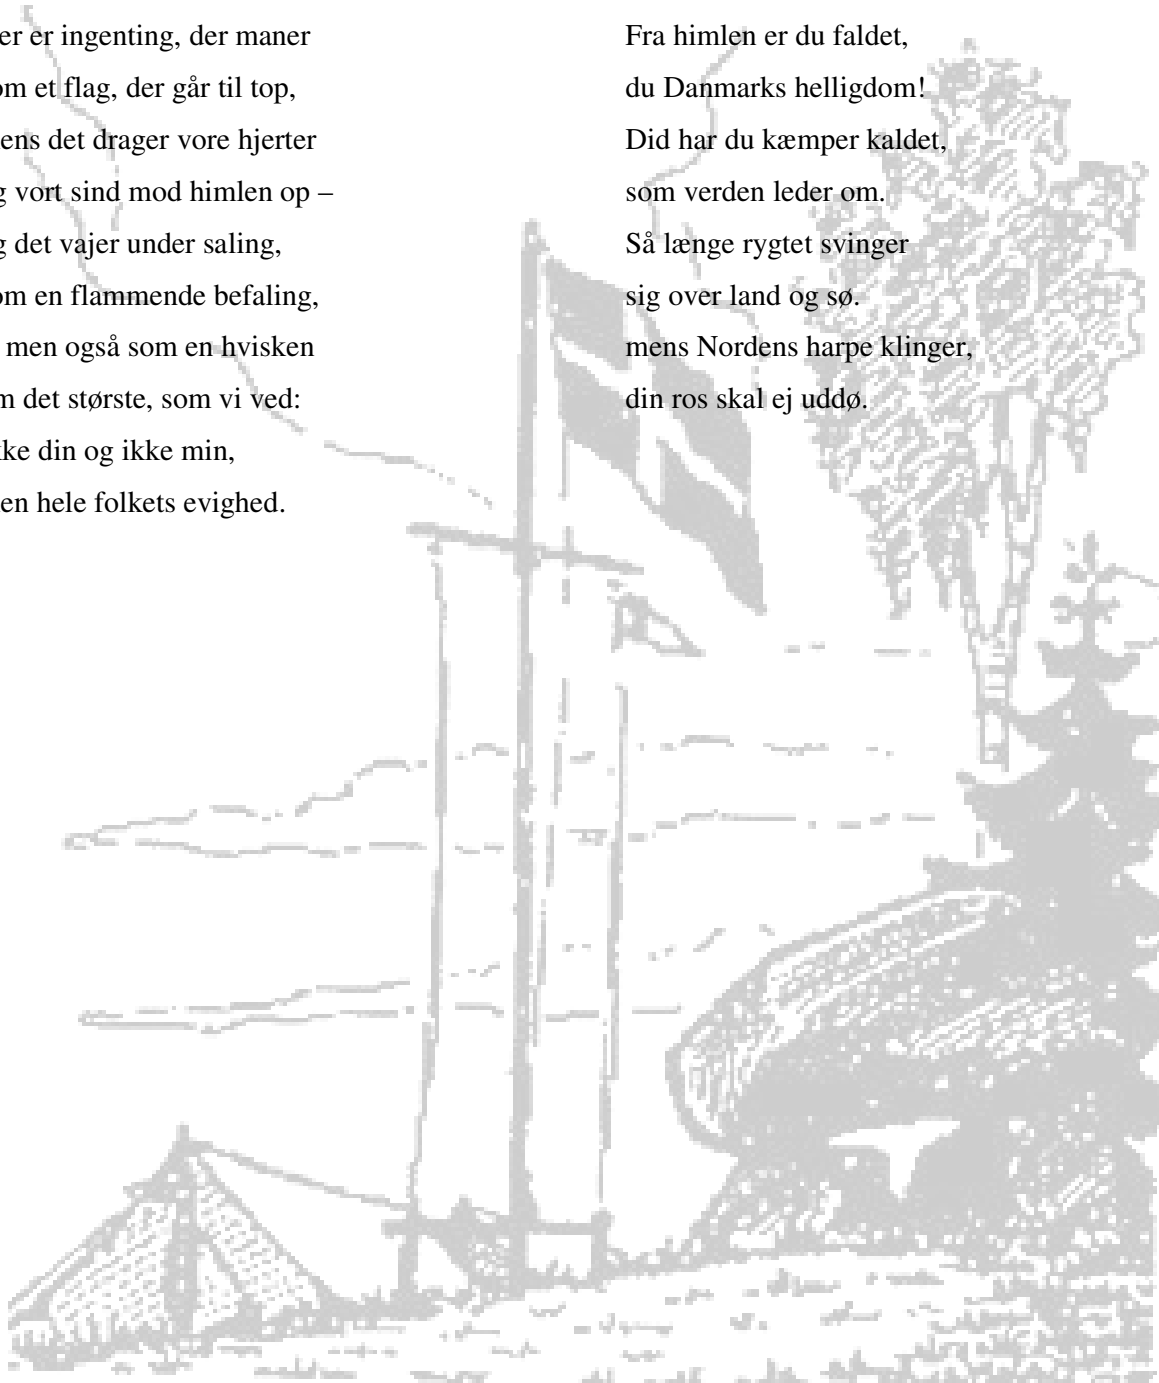 er er ingenting, der maner
om et flag, der går til top,
ens det drager vore hjerter
g vort sind mod himlen op –
g det vajer under saling,
om en flammende befaling,
men også som en hvisken
m det største, som vi ved:
ke din og ikke min,
en hele folkets evighed.
Fra himlen er du faldet,
du Danmarks helligdom!
Did har du kæmper kaldet,
som verden leder om.
Så længe rygtet svinger
sig over land og sø.
mens Nordens harpe klinger,
din ros skal ej uddø.